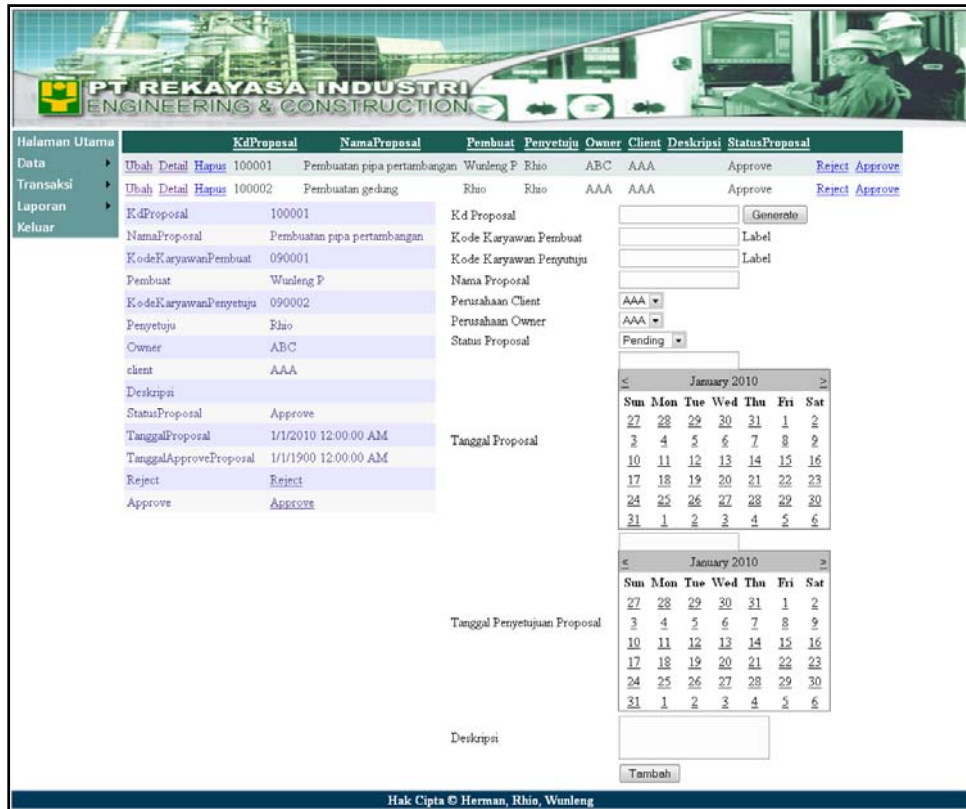 PT REKAYASA INDUSTRI
ENGINEERING & CONSTRUCTION
Halaman Utama
Data
Transaksi
Laporan
Keluar
KdProposal NamaProposal Pembuat Penyetuju Owner Client Deskripsi StatusProposal
Ubah Detail Hapus 100001 Pembuatan pipa pertambangan Wunleng P Rhio ABC AAA Approve Reject Approve
Ubah Detail Hapus 100002 Pembuatan gedung Rhio Rhio AAA AAA Approve Reject Approve
KdProposal 100001
NamaProposal Pembuatan pipa pertambangan
KodeKaryawanPembuat 090001
Pembuat Wunleng P
KodeKaryawanPenyetuju 090002
Penyetuju Rhio
Owner ABC
client AAA
Deskripsi
StatusProposal Approve
TanggalProposal 1/1/2010 12:00:00 AM
TanggalApproveProposal 1/1/1900 12:00:00 AM
Reject Reject
Approve Approve
Kd Proposal Generate
Kode Karyawan Pembuat Label
Kode Karyawan Penyutuju Label
Nama Proposal
Perusahaan Client AAA
Perusahaan Owner AAA
Status Proposal Pending
Tanggal Proposal
< January 2010 >
Sun Mon Tue Wed Thu Fri Sat
27 28 29 30 31 1 2
3 4 5 6 7 8 9
10 11 12 13 14 15 16
17 18 19 20 21 22 23
24 25 26 27 28 29 30
31 1 2 3 4 5 6
Tanggal Penyetujuan Proposal
< January 2010 >
Sun Mon Tue Wed Thu Fri Sat
27 28 29 30 31 1 2
3 4 5 6 7 8 9
10 11 12 13 14 15 16
17 18 19 20 21 22 23
24 25 26 27 28 29 30
31 1 2 3 4 5 6
Deskripsi
Tambah
Hak Cipta © Herman, Rhio, Wunleng